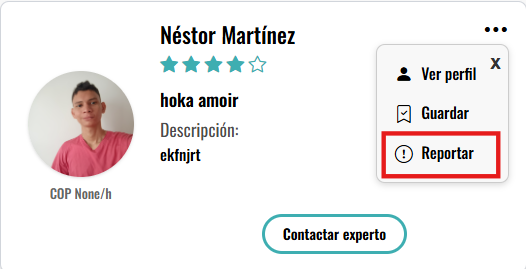 Néstor Martínez
hoka amoir
Descripción:
ekfnjrt
COP None/h
x
Ver perfil
Guardar
Reportar
Contactar experto